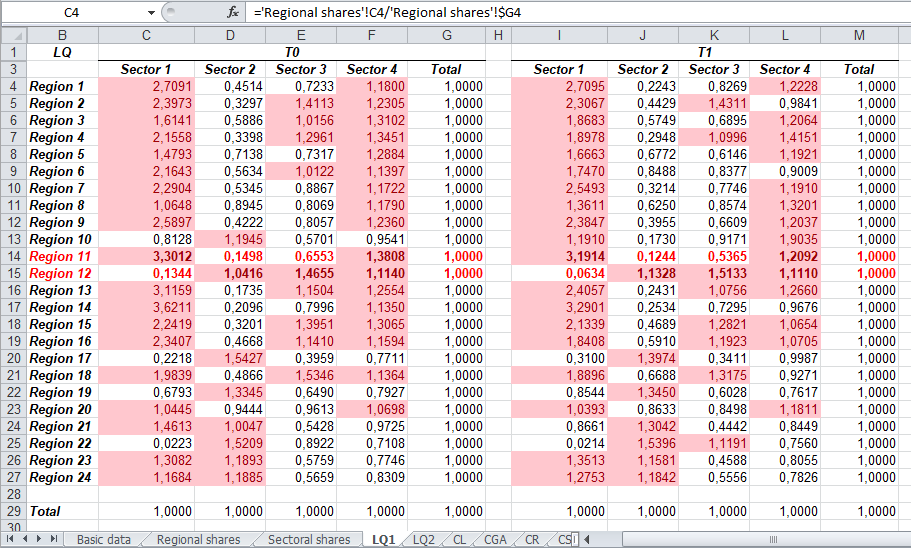 C4 fx ='Regional shares'!C4/'Regional shares'!$G4
B C D E F G H I J K L M
1 LQ T0 T1
3 Sector 1 Sector 2 Sector 3 Sector 4 Total Sector 1 Sector 2 Sector 3 Sector 4 Total
4 Region 1 2,7091 0,4514 0,7233 1,1800 1,0000 2,7095 0,2243 0,8269 1,2228 1,0000
5 Region 2 2,3973 0,3297 1,4113 1,2305 1,0000 2,3067 0,4429 1,4311 0,9841 1,0000
6 Region 3 1,6141 0,5886 1,0156 1,3102 1,0000 1,8683 0,5749 0,6895 1,2064 1,0000
7 Region 4 2,1558 0,3398 1,2961 1,3451 1,0000 1,8978 0,2948 1,0996 1,4151 1,0000
8 Region 5 1,4793 0,7138 0,7317 1,2884 1,0000 1,6663 0,6772 0,6146 1,1921 1,0000
9 Region 6 2,1643 0,5634 1,0122 1,1397 1,0000 1,7470 0,8488 0,8377 0,9009 1,0000
10 Region 7 2,2904 0,5345 0,8867 1,1722 1,0000 2,5493 0,3214 0,7746 1,1910 1,0000
11 Region 8 1,0648 0,8945 0,8069 1,1790 1,0000 1,3611 0,6250 0,8574 1,3201 1,0000
12 Region 9 2,5897 0,4222 0,8057 1,2360 1,0000 2,3847 0,3955 0,6609 1,2037 1,0000
13 Region 10 0,8128 1,1945 0,5701 0,9541 1,0000 1,1910 0,1730 0,9171 1,9035 1,0000
14 Region 11 3,3012 0,1498 0,6553 1,3808 1,0000 3,1914 0,1244 0,5365 1,2092 1,0000
15 Region 12 0,1344 1,0416 1,4655 1,1140 1,0000 0,0634 1,1328 1,5133 1,1110 1,0000
16 Region 13 3,1159 0,1735 1,1504 1,2554 1,0000 2,4057 0,2431 1,0756 1,2660 1,0000
17 Region 14 3,6211 0,2096 0,7996 1,1350 1,0000 3,2901 0,2534 0,7295 0,9676 1,0000
18 Region 15 2,2419 0,3201 1,3951 1,3065 1,0000 2,1339 0,4689 1,2821 1,0654 1,0000
19 Region 16 2,3407 0,4668 1,1410 1,1594 1,0000 1,8408 0,5910 1,1923 1,0705 1,0000
20 Region 17 0,2218 1,5427 0,3959 0,7711 1,0000 0,3100 1,3974 0,3411 0,9987 1,0000
21 Region 18 1,9839 0,4866 1,5346 1,1364 1,0000 1,8896 0,6688 1,3175 0,9271 1,0000
22 Region 19 0,6793 1,3345 0,6490 0,7927 1,0000 0,8544 1,3450 0,6028 0,7617 1,0000
23 Region 20 1,0445 0,9444 0,9613 1,0698 1,0000 1,0393 0,8633 0,8498 1,1811 1,0000
24 Region 21 1,4613 1,0047 0,5428 0,9725 1,0000 0,8661 1,3042 0,4442 0,8449 1,0000
25 Region 22 0,0223 1,5209 0,8922 0,7108 1,0000 0,0214 1,5396 1,1191 0,7560 1,0000
26 Region 23 1,3082 1,1893 0,5759 0,7746 1,0000 1,3513 1,1581 0,4588 0,8055 1,0000
27 Region 24 1,1684 1,1885 0,5659 0,8309 1,0000 1,2753 1,1842 0,5556 0,7826 1,0000
28
29 Total 1,0000 1,0000 1,0000 1,0000 1,0000 1,0000 1,0000 1,0000 1,0000 1,0000
30
Basic data Regional shares Sectoral shares LQ1 LQ2 CL CGA CR CS